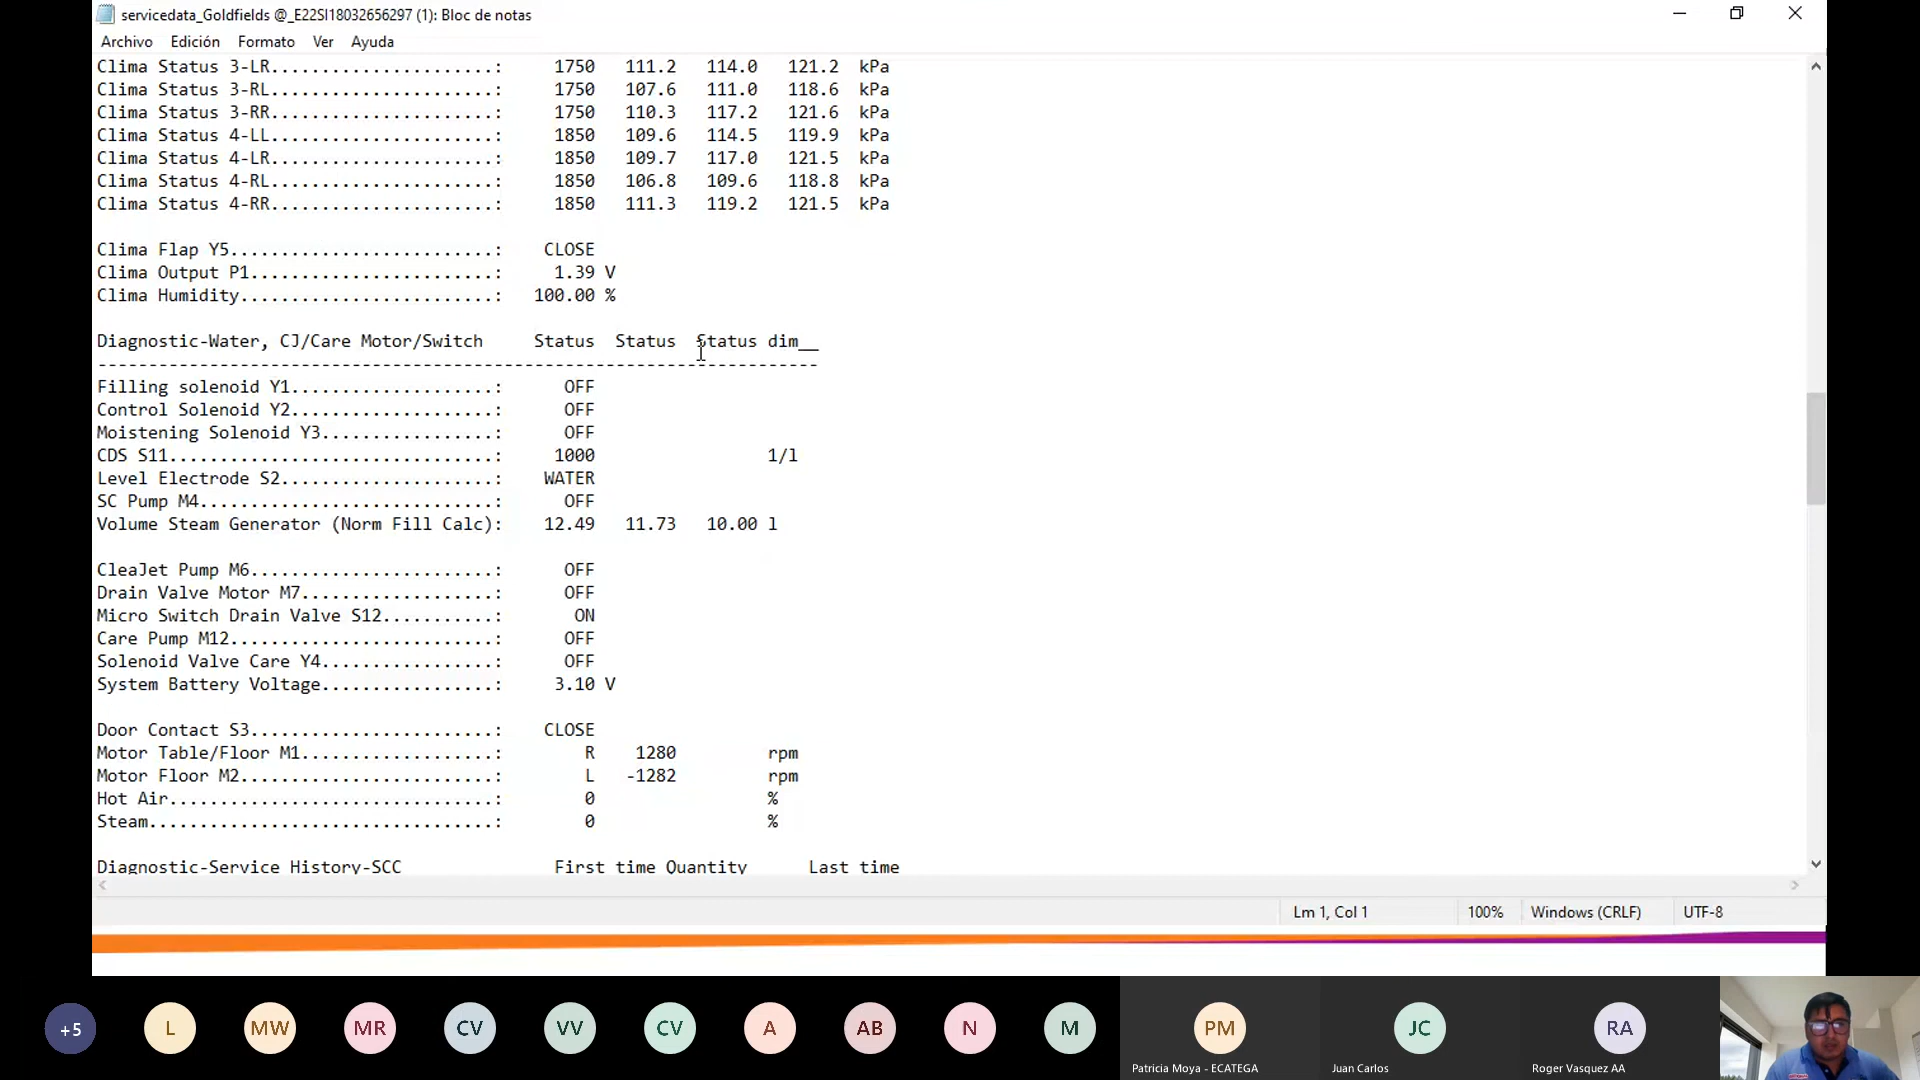 servicedata_Goldfields @_E22SI18032656297 (1): Bloc de notas
Archivo Edición Formato Ver Ayuda
Clima Status 3-LR......................: 1750 111.2 114.0 121.2 kPa
Clima Status 3-RL......................: 1750 107.6 111.0 118.6 kPa
Clima Status 3-RR......................: 1750 110.3 117.2 121.6 kPa
Clima Status 4-LL......................: 1850 109.6 114.5 119.9 kPa
Clima Status 4-LR......................: 1850 109.7 117.0 121.5 kPa
Clima Status 4-RL......................: 1850 106.8 109.6 118.8 kPa
Clima Status 4-RR......................: 1850 111.3 119.2 121.5 kPa
Clima Flap Y5..........................: CLOSE
Clima Output P1........................: 1.39 V
Clima Humidity.........................: 100.00 %
Diagnostic-Water, CJ/Care Motor/Switch Status Status Status dim__
-----------------------------------------------------------------------
Filling solenoid Y1....................: OFF
Control Solenoid Y2....................: OFF
Moistening Solenoid Y3.................: OFF
CDS S11................................: 1000 1/l
Level Electrode S2.....................: WATER
SC Pump M4.............................: OFF
Volume Steam Generator (Norm Fill Calc): 12.49 11.73 10.00 l
CleaJet Pump M6........................: OFF
Drain Valve Motor M7...................: OFF
Micro Switch Drain Valve S12...........: ON
Care Pump M12..........................: OFF
Solenoid Valve Care Y4.................: OFF
System Battery Voltage.................: 3.10 V
Door Contact S3........................: CLOSE
Motor Table/Floor M1...................: R 1280 rpm
Motor Floor M2.........................: L -1282 rpm
Hot Air................................: 0 %
Steam..................................: 0 %
Diagnostic-Service History-SCC First time Quantity Last time
Lm 1, Col 1 100% Windows (CRLF) UTF-8
+5 L MW MR CV VV CV A AB N M PM JC RA
Patricia Moya - ECATEGA Juan Carlos Roger Vasquez AA